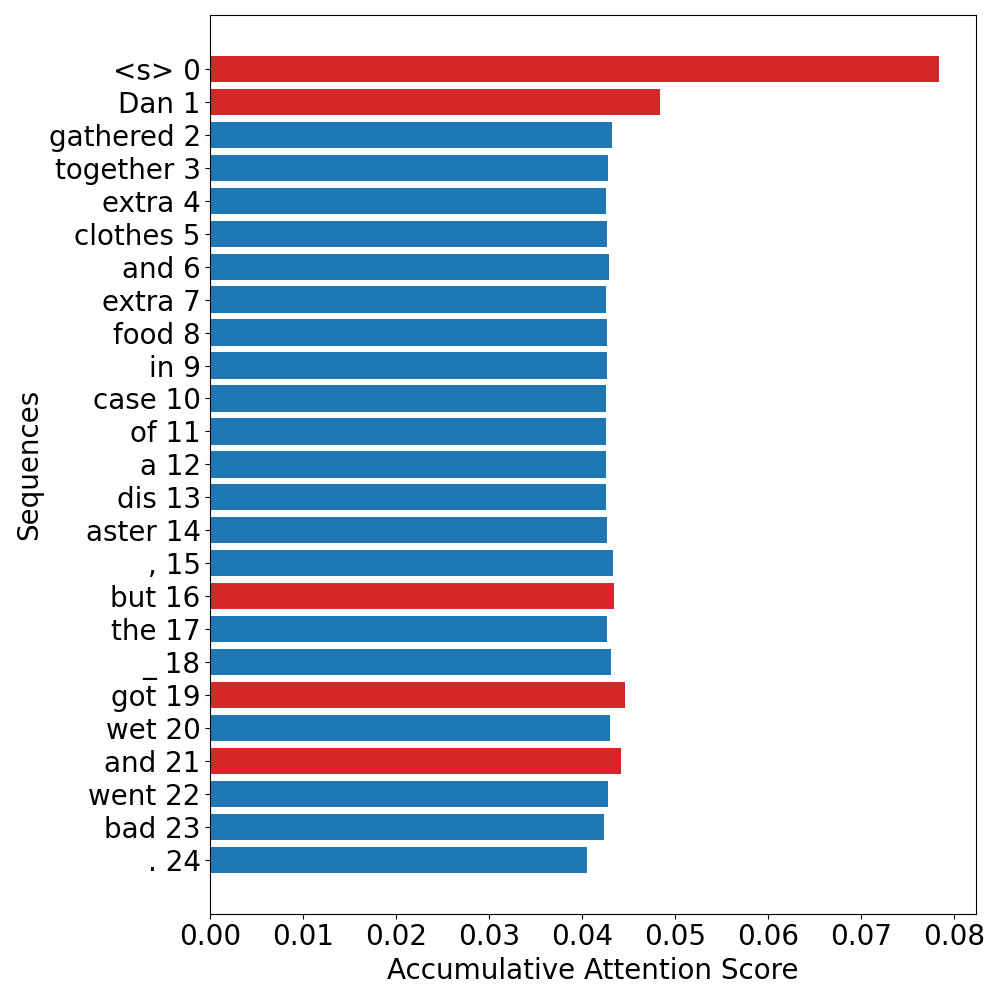 <s> 0
Dan 1
gathered 2
together 3
extra 4
clothes 5
and 6
extra 7
food 8
in 9
case 10
of 11
a 12
dis 13
aster 14
, 15
but 16
the 17
_ 18
got 19
wet 20
and 21
went 22
bad 23
. 24
Sequences
0.00 0.01 0.02 0.03 0.04 0.05 0.06 0.07 0.08
Accumulative Attention Score